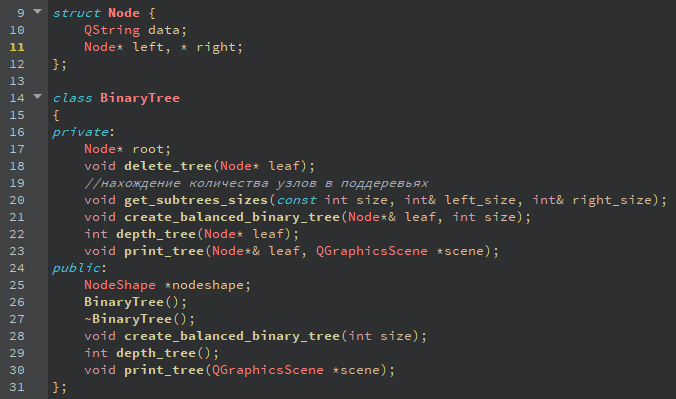 9 struct Node {
10 QString data;
11 Node* left, * right;
12 };
13
14 class BinaryTree
15 {
16 private:
17 Node* root;
18 void delete_tree(Node* leaf);
19 //нахождение количества узлов в поддеревьях
20 void get_subtrees_sizes(const int size, int& left_size, int& right_size);
21 void create_balanced_binary_tree(Node*& leaf, int size);
22 int depth_tree(Node* leaf);
23 void print_tree(Node*& leaf, QGraphicsScene *scene);
24 public:
25 NodeShape *nodeshape;
26 BinaryTree();
27 ~BinaryTree();
28 void create_balanced_binary_tree(int size);
29 int depth_tree();
30 void print_tree(QGraphicsScene *scene);
31 };